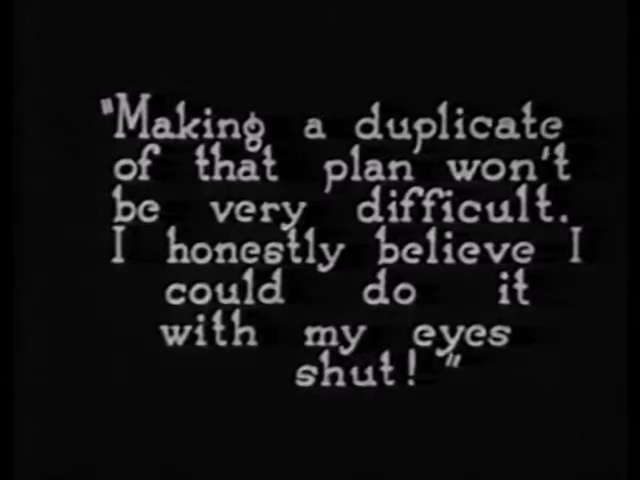 "Making a duplicate
of that plan won't
be very difficult.
I honestly believe I
could do it
with my eyes
shut!"